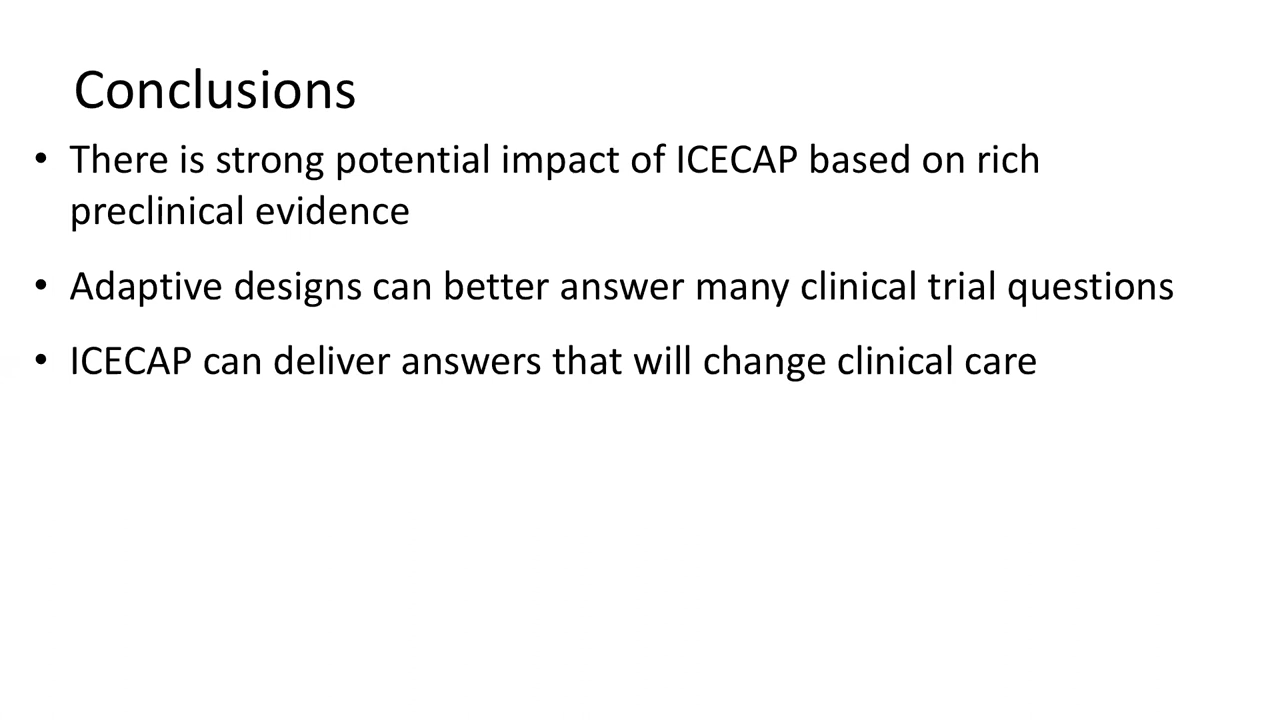 Conclusions
• There is strong potential impact of ICECAP based on rich
preclinical evidence
• Adaptive designs can better answer many clinical trial questions
• ICECAP can deliver answers that will change clinical care